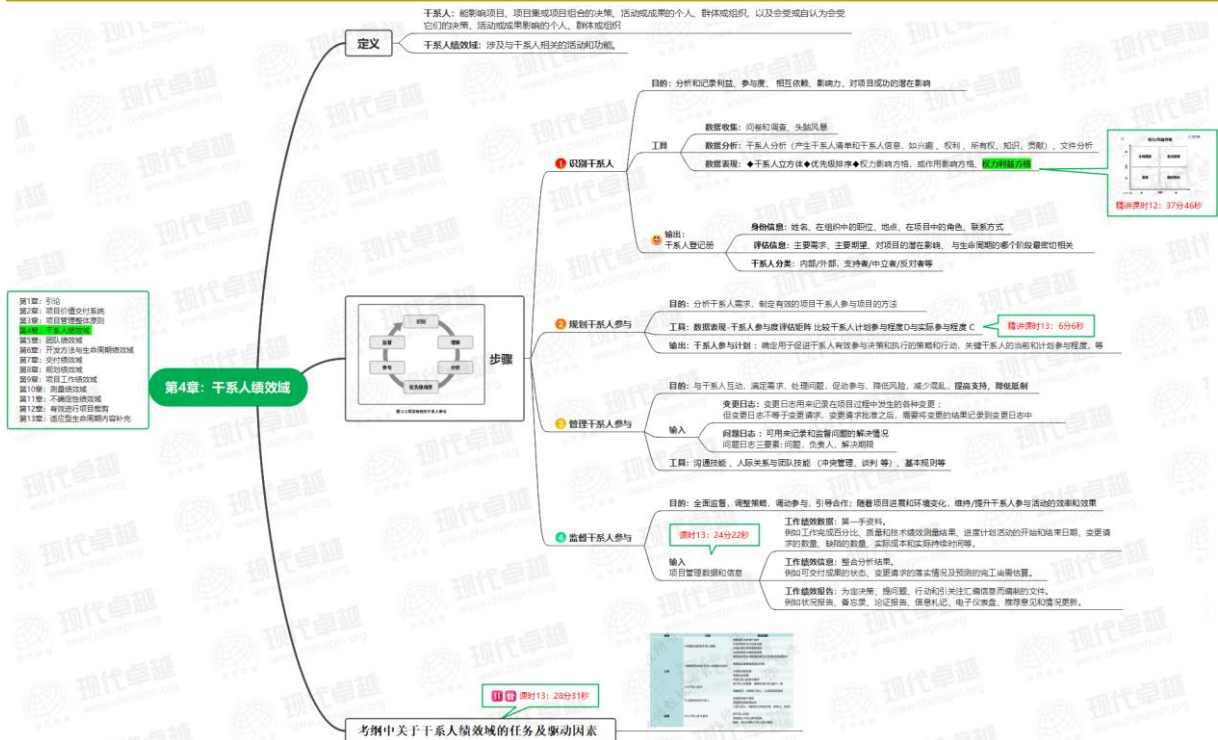 干系人：能影响项目、项目集或项目组合的决策、活动或成果的个人、群体或组织，以及会受或自认为会受
它们的决策、活动或成果影响的个人、群体或组织
定义
干系人绩效域：涉及与干系人相关的活动和功能。
目的：分析和记录利益、参与度、相互依赖、影响力、对项目成功的潜在影响
数据收集：问卷和调查、头脑风暴
工具
数据分析：干系人分析（产生干系人清单和干系人信息，如兴趣、权利、所有权、知识、贡献）、文件分析
数据表现：◆干系人立方体◆优先级排序◆权力影响方格，或作用影响方格、权力利益方格
精讲课时12：37分46秒
1 识别干系人
输出：
干系人登记册
身份信息：姓名、在组织中的职位、地点、在项目中的角色、联系方式
评估信息：主要需求、主要期望、对项目的潜在影响、与生命周期的哪个阶段最密切相关
干系人分类：内部/外部，支持者/中立者/反对者等
第1章：引论
第2章：项目价值交付系统
第3章：项目管理整体原则
第4章：干系人绩效域
第5章：团队绩效域
第6章：开发方法与生命周期绩效域
第7章：交付绩效域
第8章：规划绩效域
第9章：项目工作绩效域
第10章：测量绩效域
第11章：不确定性绩效域
第12章：有效进行项目裁剪
第13章：适应型生命周期内容补充
第4章：干系人绩效域
识别
理解
分析
优先级排序
参与
监督
步骤
2 规划干系人参与
目的：分析干系人需求，制定有效的项目干系人参与项目的方法
工具：数据表现-干系人参与度评估矩阵 比较干系人计划参与程度D与实际参与程度 C
精讲课时13：6分6秒
输出：干系人参与计划：确定用于促进干系人有效参与决策和执行的策略和行动，关键干系人的当前和计划参与程度，等
3 管理干系人参与
目的：与干系人互动，满足需求，处理问题，促动参与，降低风险，减少混乱，提高支持，降低抵制
变更日志：变更日志用来记录在项目过程中发生的各种变更；
但变更日志不等于变更请求，变更请求批准之后，需要将变更的结果记录到变更日志中
输入
问题日志：可用来记录和监督问题的解决情况
问题日志三要素：问题，负责人，解决期限
工具：沟通技能、人际关系与团队技能（冲突管理、谈判 等），基本规则等
4 监督干系人参与
目的：全面监督，调整策略，调动参与，引导合作；随着项目进展和环境变化，维持/提升干系人参与活动的效率和效果
课时13：24分22秒
输入
项目管理数据和信息
工作绩效数据：第一手资料。
例如工作完成百分比、质量和技术绩效测量结果、进度计划活动的开始和结束日期、变更请
求的数量、缺陷的数量、实际成本和实际持续时间等。
工作绩效信息：整合分析结果。
例如可交付成果的状态、变更请求的落实情况及预测的完工尚需估算。
工作绩效报告：为定决策、提问题、行动和引关注汇编信息而编制的文件。
例如状况报告、备忘录、论证报告、信息札记、电子仪表盘、推荐意见和情况更新。
课时13：28分31秒
考纲中关于干系人绩效域的任务及驱动因素
现代卓越
www.chinapm.org